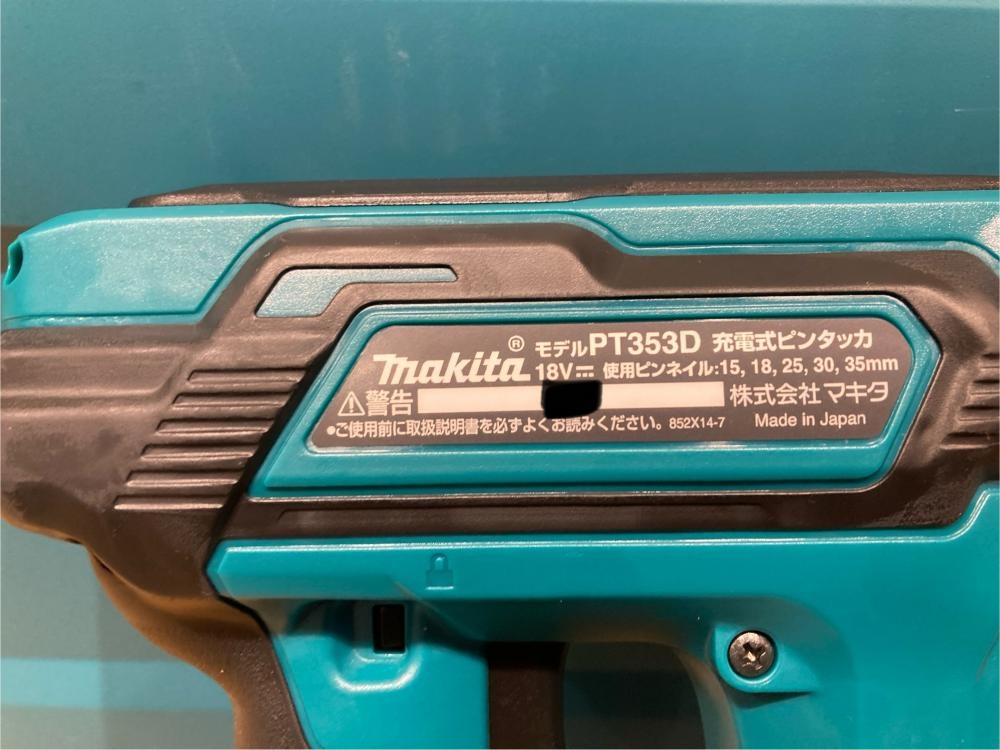 makita® モデルPT353D 充電式ピンタッカ
18V⎓ 使用ピンネイル:15, 18, 25, 30, 35mm
⚠警告 株式会社 マキタ
●ご使用前に取扱説明書を必ずよくお読みください。 852X14-7 Made in Japan